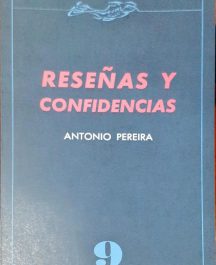 RESEÑAS Y
CONFIDENCIAS
ANTONIO PEREIRA
9